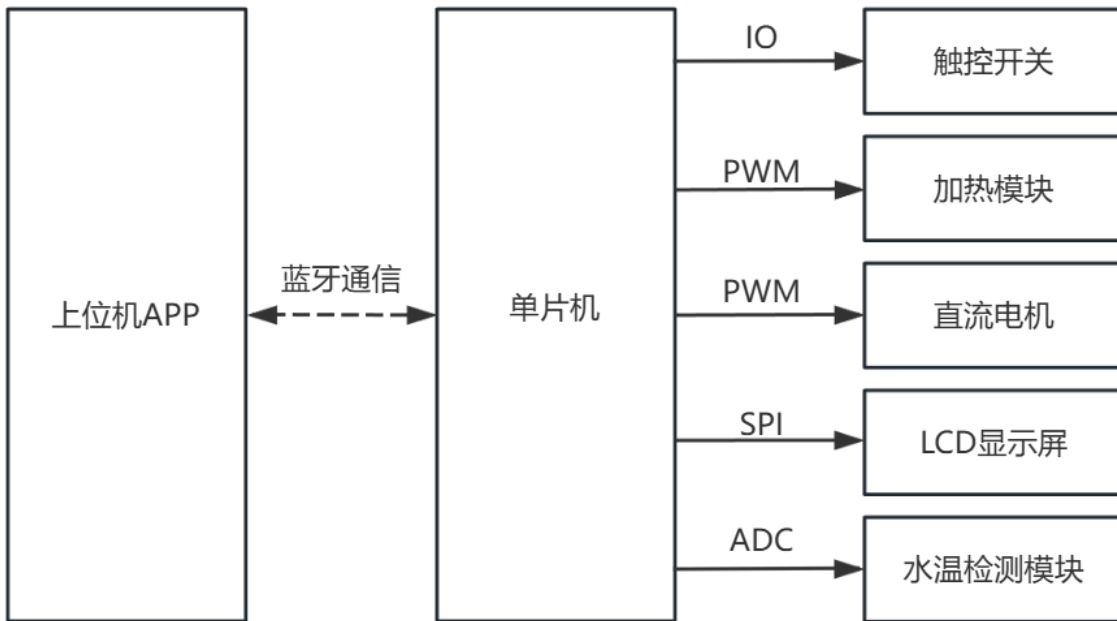 IO
触控开关
PWM
加热模块
蓝牙通信
PWM
上位机APP
单片机
直流电机
SPI
LCD显示屏
ADC
水温检测模块